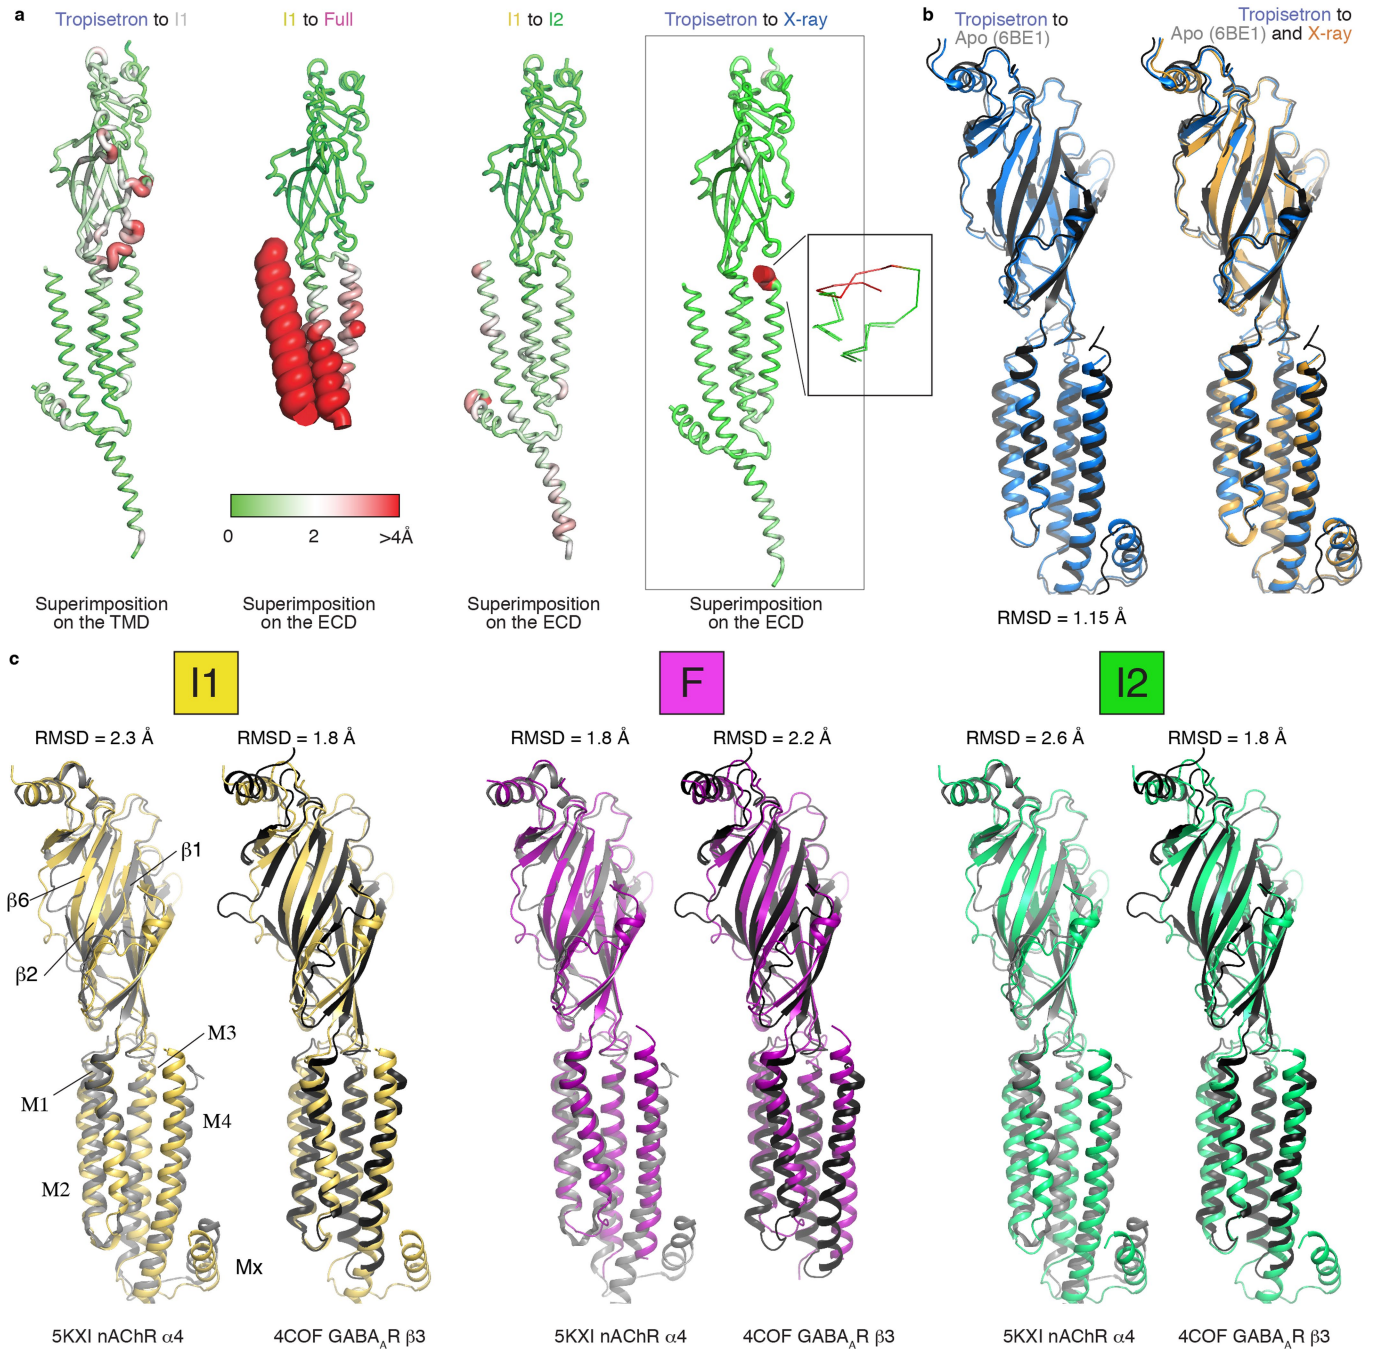 a
Tropisetron to I1
I1 to Full
I1 to I2
Tropisetron to X-ray
0
2
>4Å
Superimposition
on the TMD
Superimposition
on the ECD
Superimposition
on the ECD
Superimposition
on the ECD
b
Tropisetron to
Apo (6BE1)
Tropisetron to
Apo (6BE1) and X-ray
RMSD = 1.15 Å
c
I1
F
I2
RMSD = 2.3 Å
RMSD = 1.8 Å
RMSD = 1.8 Å
RMSD = 2.2 Å
RMSD = 2.6 Å
RMSD = 1.8 Å
β1
β6
β2
M3
M1
M4
M2
Mx
5KXI nAChR α4
4COF GABA_AR β3
5KXI nAChR α4
4COF GABA_AR β3
5KXI nAChR α4
4COF GABA_AR β3